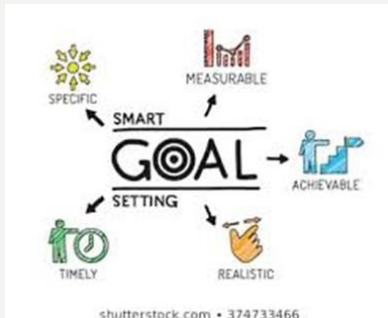 MEASURABLE
SPECIFIC
SMART
GOAL
ACHIEVABLE
SETTING
TIMELY
REALISTIC
shutterstock.com • 374733466